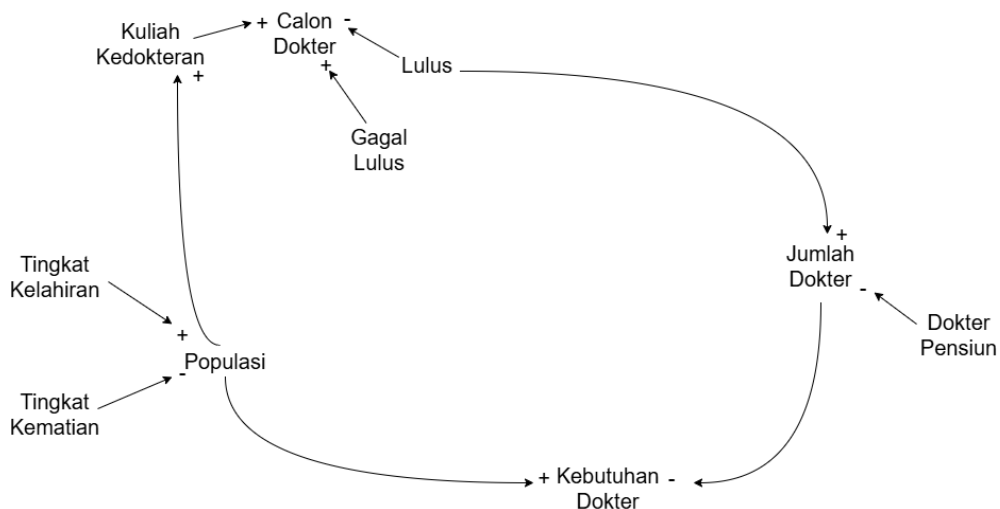 Kuliah
Kedokteran
+
+ Calon -
Dokter
+
Lulus
Gagal
Lulus
+
Jumlah
Dokter -
Dokter
Pensiun
Tingkat
Kelahiran
+
Populasi
-
Tingkat
Kematian
+ Kebutuhan -
Dokter